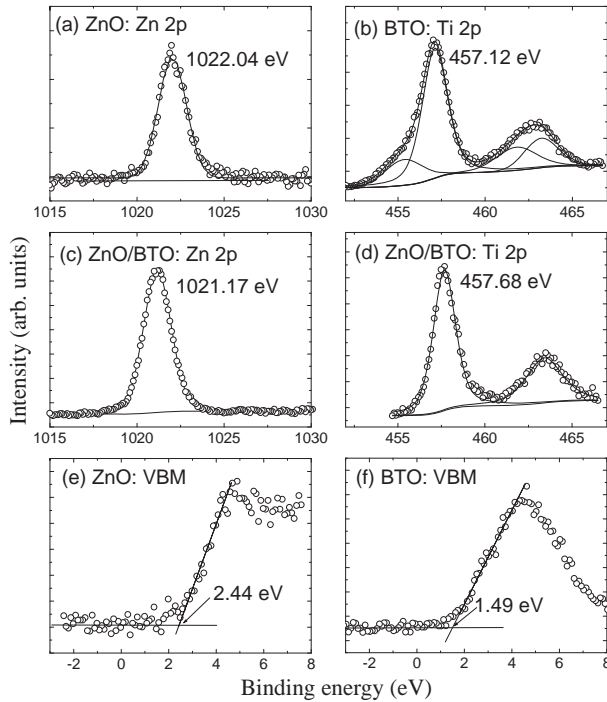 (a) ZnO: Zn 2p
1022.04 eV
1015 1020 1025 1030
(b) BTO: Ti 2p
457.12 eV
455 460 465
(c) ZnO/BTO: Zn 2p
1021.17 eV
1015 1020 1025 1030
(d) ZnO/BTO: Ti 2p
457.68 eV
455 460 465
(e) ZnO: VBM
2.44 eV
-2 0 2 4 6 8
(f) BTO: VBM
1.49 eV
-2 0 2 4 6 8
Intensity (arb. units)
Binding energy (eV)